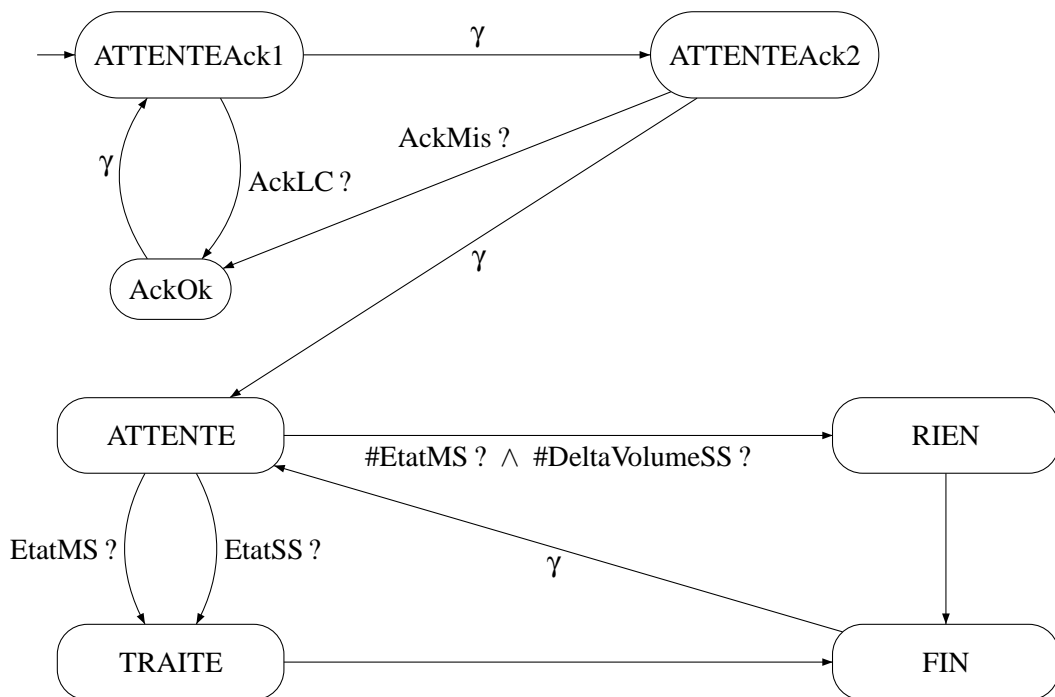 γ
ATTENTEAck1
ATTENTEAck2
AckMis ?
γ
AckLC ?
γ
AckOk
ATTENTE
RIEN
#EtatMS ? ∧ #DeltaVolumeSS ?
EtatMS ?
EtatSS ?
γ
TRAITE
FIN